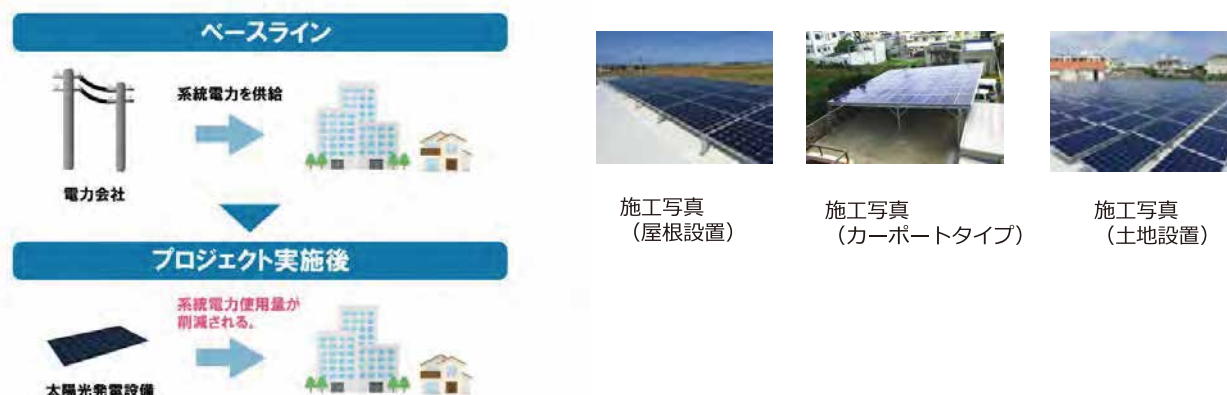 ベースライン
系統電力を供給
電力会社
プロジェクト実施後
系統電力使用量が
削減される。
太陽光発電設備
施工写真
（屋根設置）
施工写真
（カーポートタイプ）
施工写真
（土地設置）